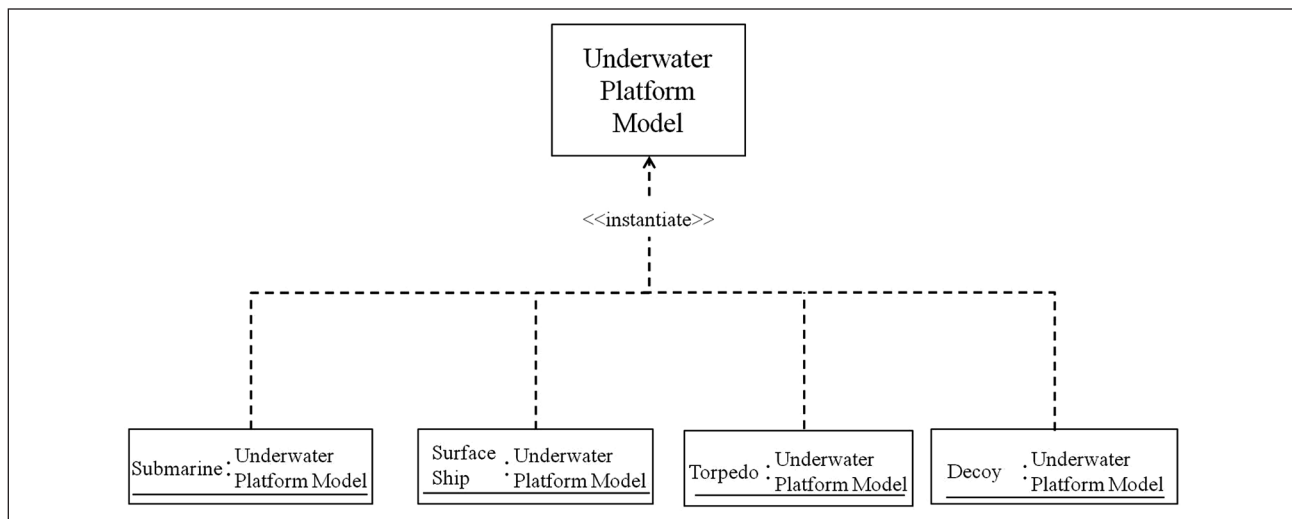 Underwater
Platform
Model
<<instantiate>>
Submarine : Underwater
Platform Model
Surface
Ship : Underwater
Platform Model
Torpedo : Underwater
Platform Model
Decoy : Underwater
Platform Model